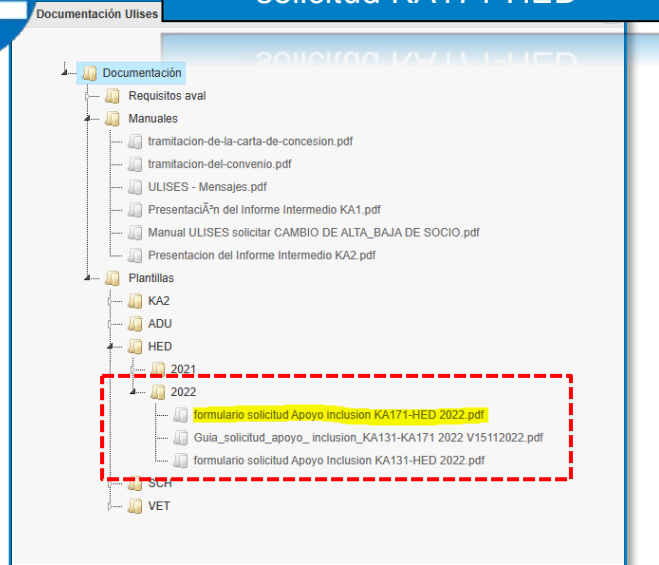 solicitud KA171-HED
Documentación Ulises
Documentación
Requisitos aval
Manuales
tramitacion-de-la-carta-de-concesion.pdf
tramitacion-del-convenio.pdf
ULISES - Mensajes.pdf
PresentaciÃ³n del Informe Intermedio KA1.pdf
Manual ULISES solicitar CAMBIO DE ALTA_BAJA DE SOCIO.pdf
Presentacion del Informe Intermedio KA2.pdf
Plantillas
KA2
ADU
HED
2021
2022
formulario solicitud Apoyo inclusion KA171-HED 2022.pdf
Guia_solicitud_apoyo_ inclusion_KA131-KA171 2022 V15112022.pdf
formulario solicitud Apoyo Inclusion KA131-HED 2022.pdf
SCH
VET